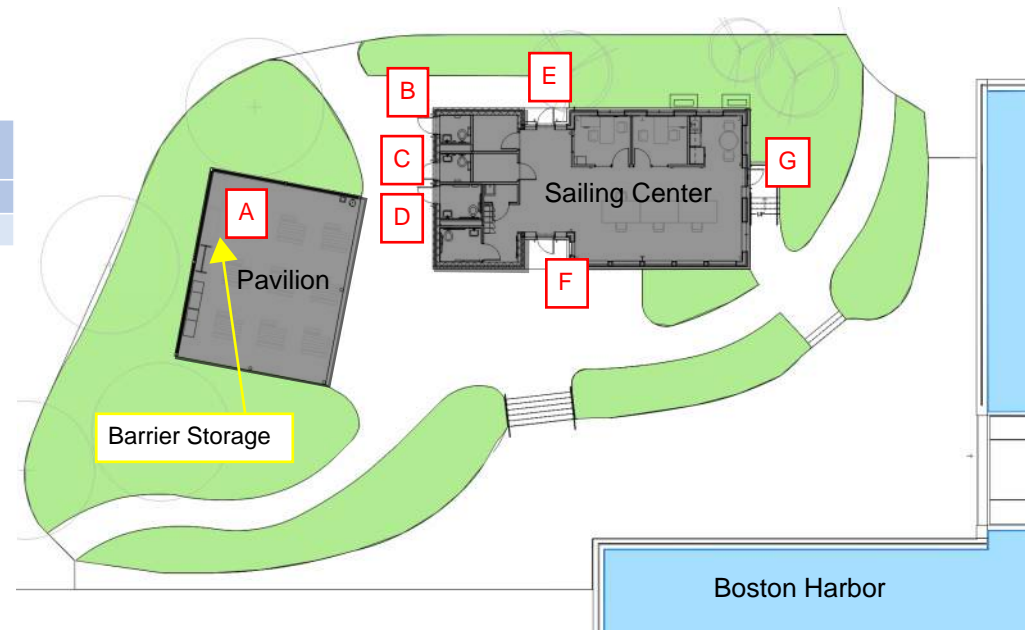 B
E
C
G
A
Sailing Center
D
Pavilion
F
Barrier Storage
Boston Harbor